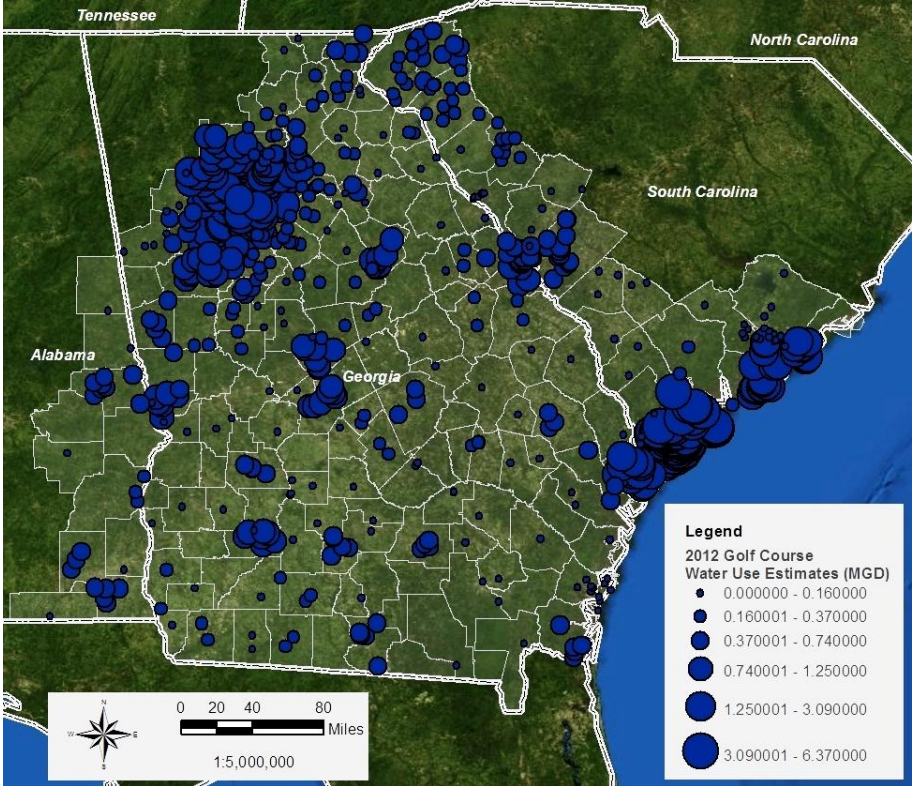 Tennessee
North Carolina
South Carolina
Alabama
Georgia
Legend
2012 Golf Course
Water Use Estimates (MGD)
0.000000 - 0.160000
0.160001 - 0.370000
0.370001 - 0.740000
0.740001 - 1.250000
1.250001 - 3.090000
3.090001 - 6.370000
N
W E
S
0 20 40 80
Miles
1:5,000,000